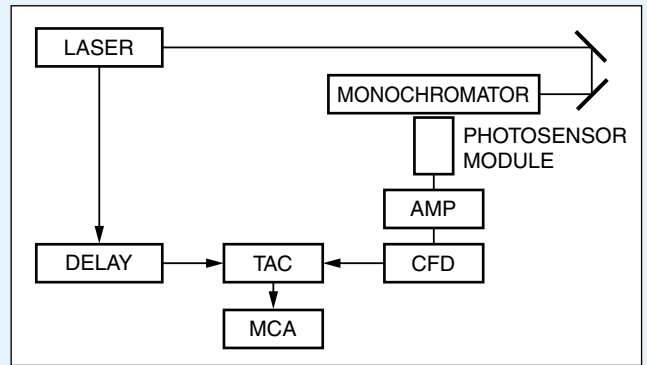 LASER
MONOCHROMATOR
PHOTOSENSOR
MODULE
AMP
DELAY
TAC
CFD
MCA